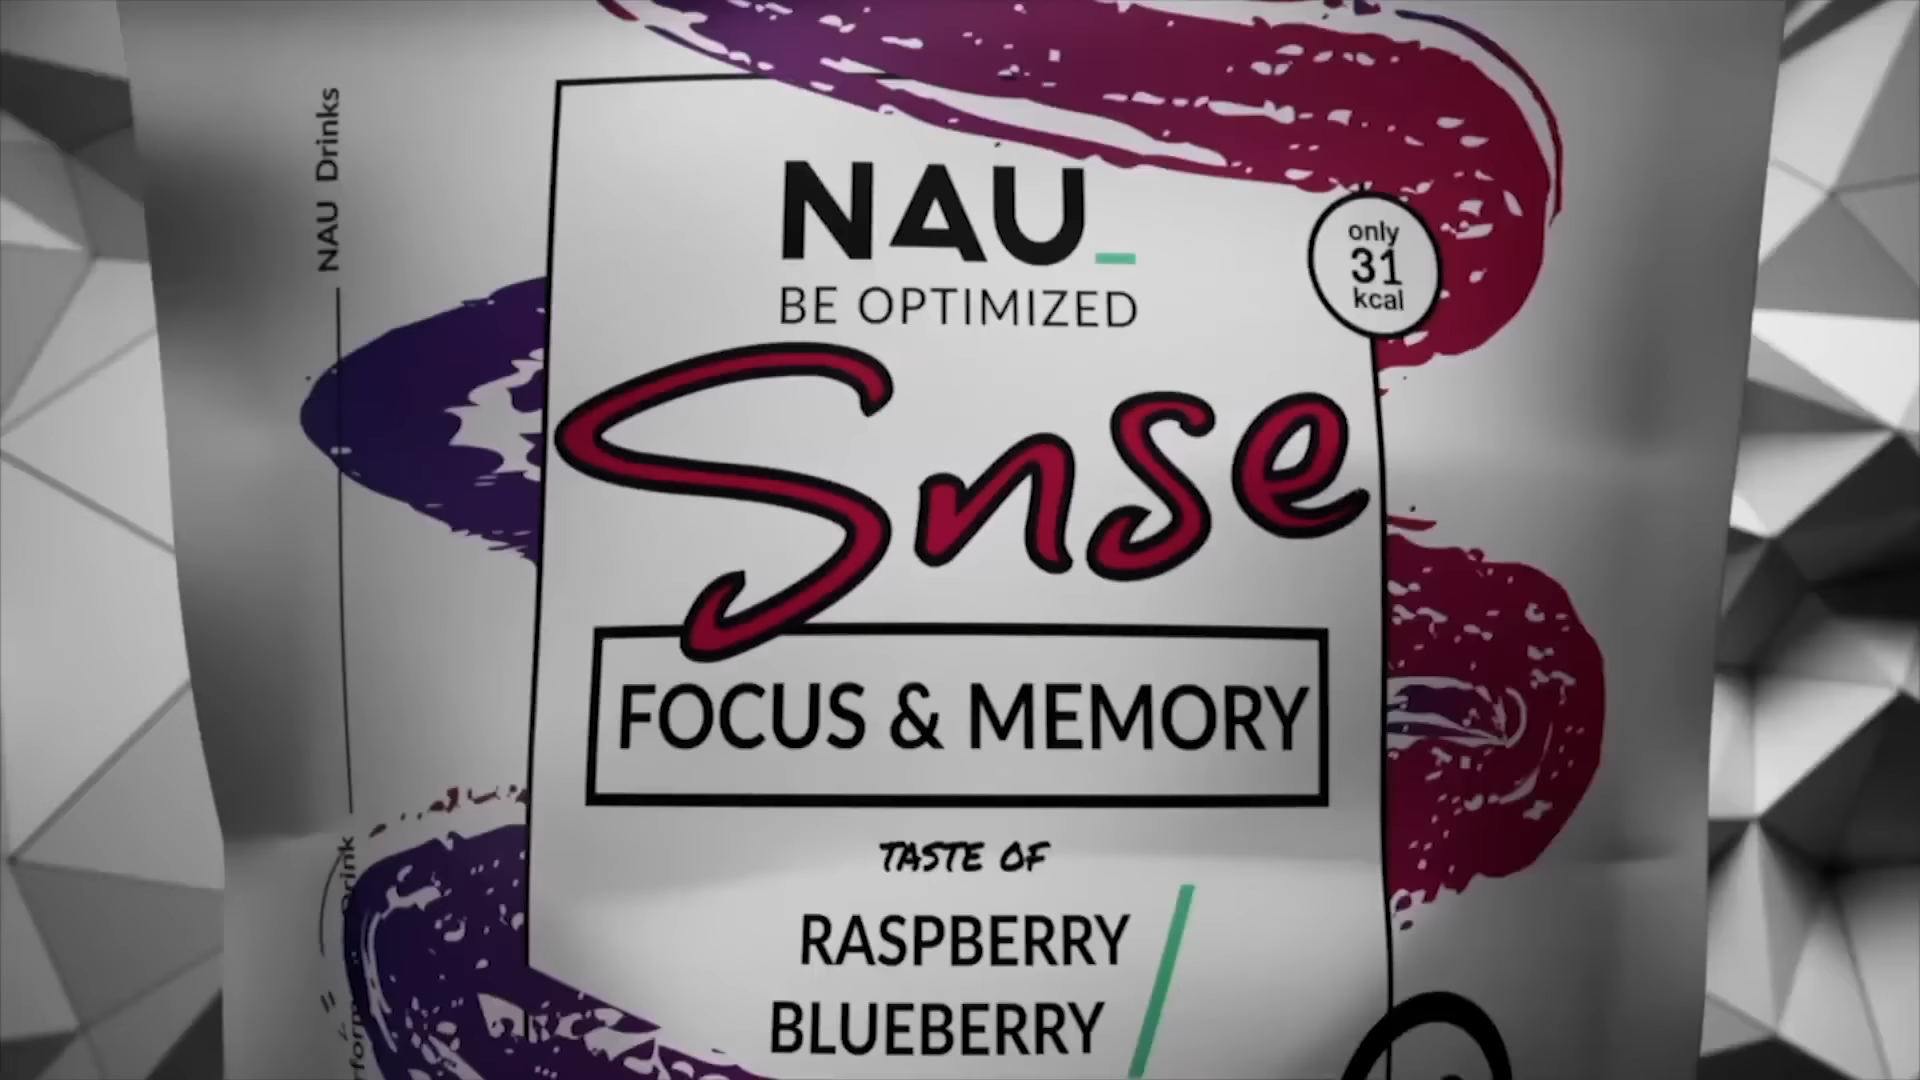 NAU Drinks
NAU_
BE OPTIMIZED
only
31
kcal
Snse
FOCUS & MEMORY
TASTE OF
RASPBERRY
BLUEBERRY